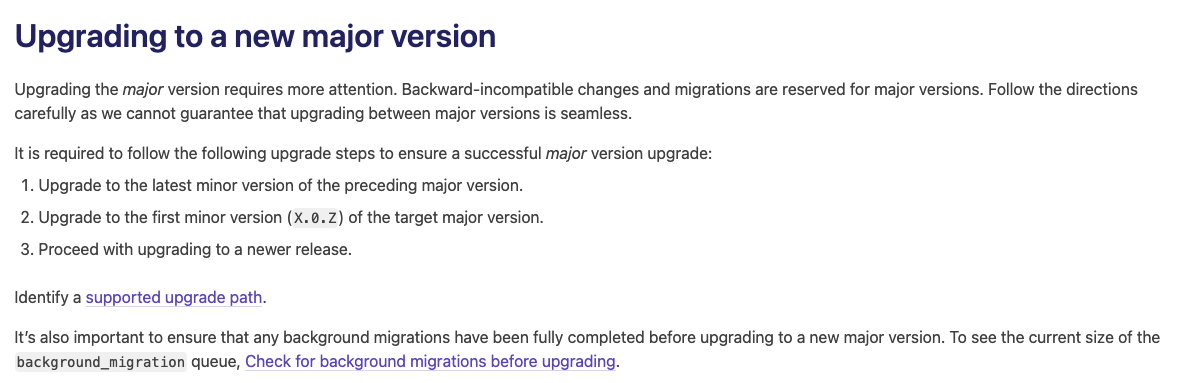 Upgrading to a new major version
Upgrading the major version requires more attention. Backward-incompatible changes and migrations are reserved for major versions. Follow the directions
carefully as we cannot guarantee that upgrading between major versions is seamless.
It is required to follow the following upgrade steps to ensure a successful major version upgrade:
1. Upgrade to the latest minor version of the preceding major version.
2. Upgrade to the first minor version (X.0.Z) of the target major version.
3. Proceed with upgrading to a newer release.
Identify a supported upgrade path.
It’s also important to ensure that any background migrations have been fully completed before upgrading to a new major version. To see the current size of the
background_migration queue, Check for background migrations before upgrading.